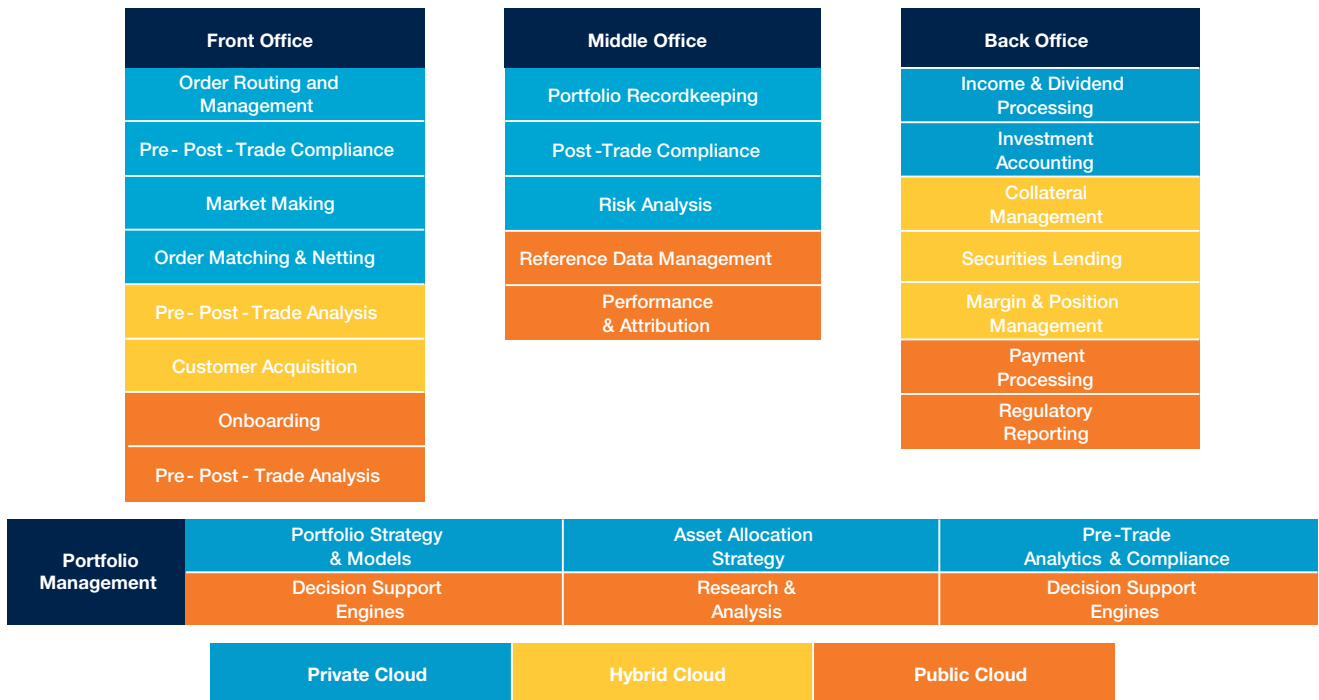 Front Office
Order Routing and
Management
Pre - Post - Trade Compliance
Market Making
Order Matching & Netting
Pre - Post - Trade Analysis
Customer Acquisition
Onboarding
Pre - Post - Trade Analysis
Middle Office
Portfolio Recordkeeping
Post -Trade Compliance
Risk Analysis
Reference Data Management
Performance
& Attribution
Back Office
Income & Dividend
Processing
Investment
Accounting
Collateral
Management
Securities Lending
Margin & Position
Management
Payment
Processing
Regulatory
Reporting
Portfolio
Management
Portfolio Strategy
& Models
Asset Allocation
Strategy
Pre -Trade
Analytics & Compliance
Decision Support
Engines
Research &
Analysis
Decision Support
Engines
Private Cloud
Hybrid Cloud
Public Cloud